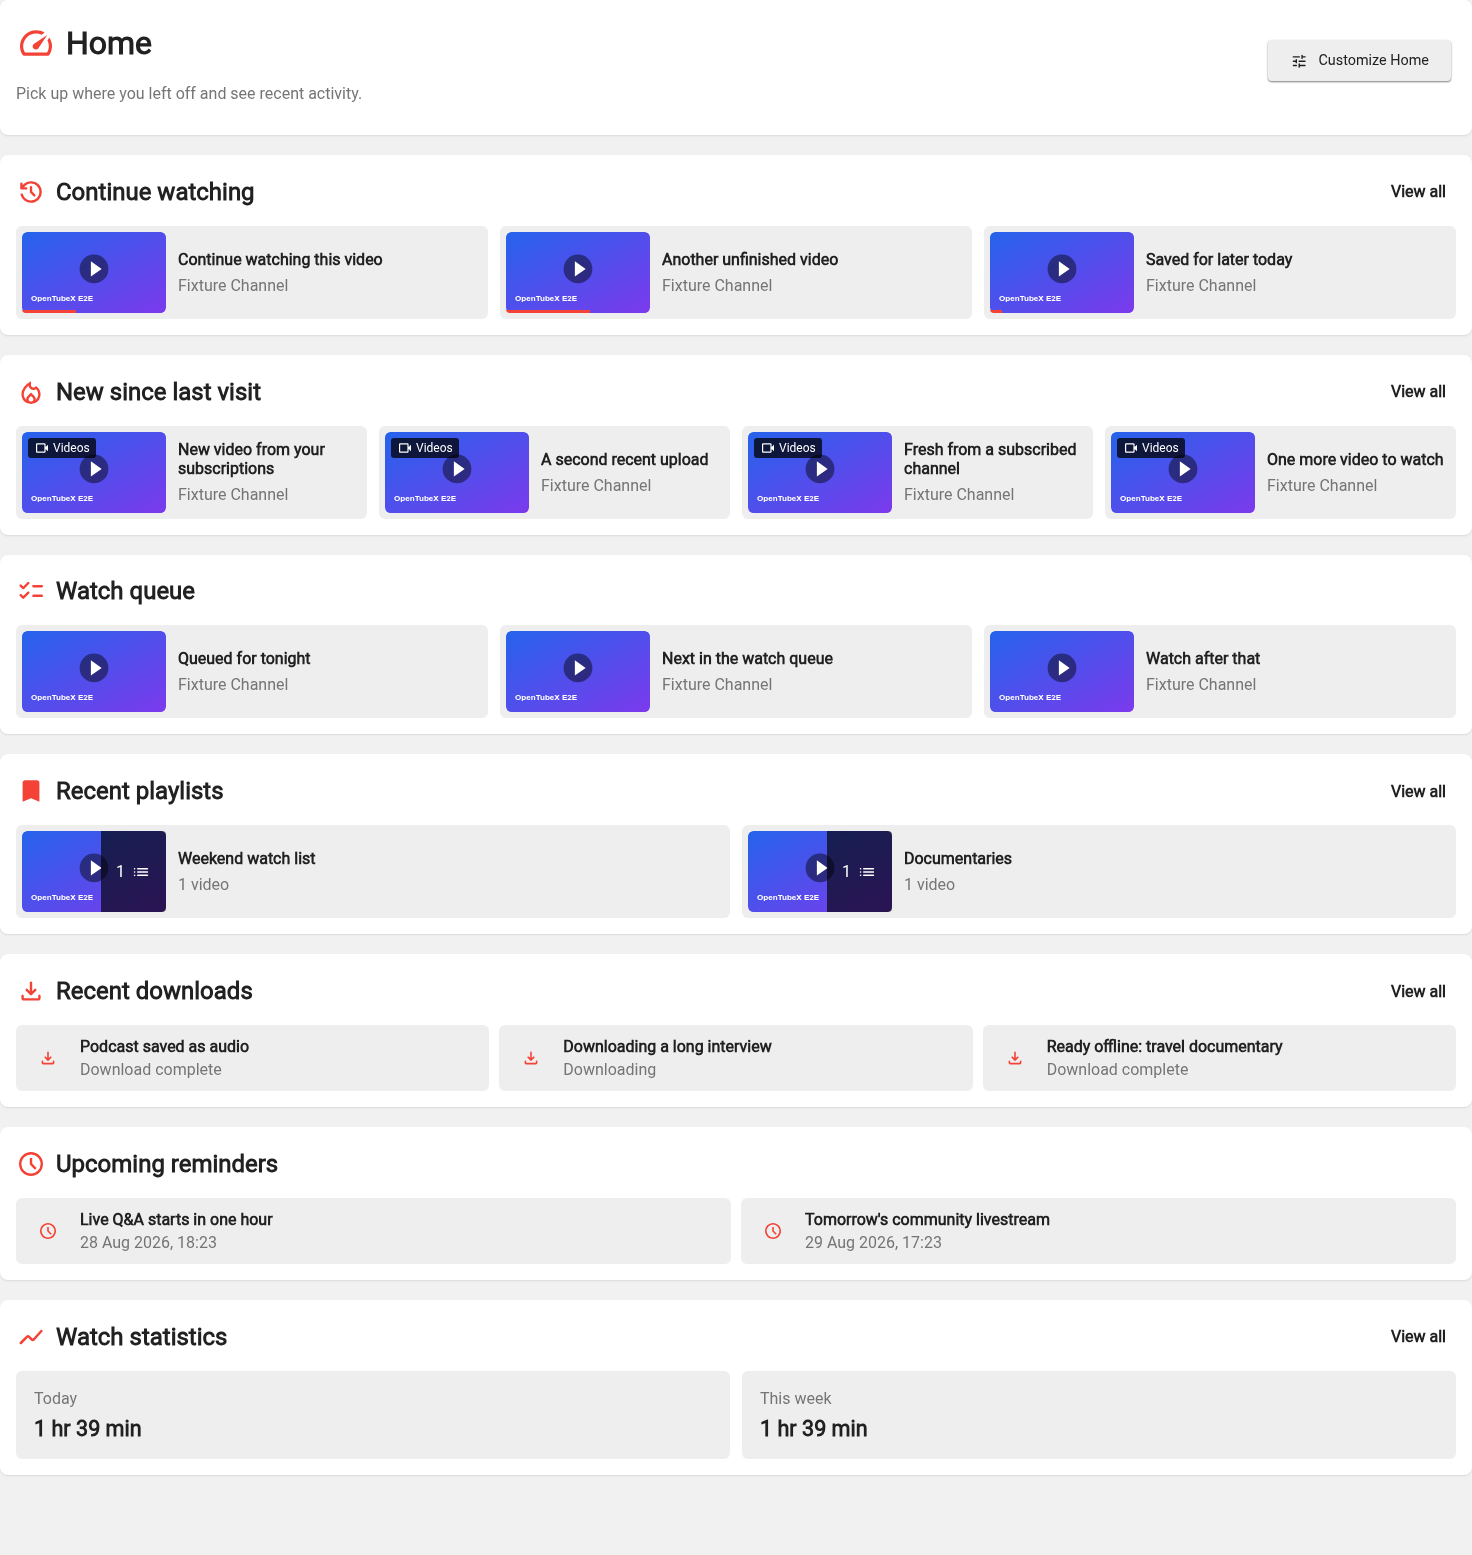 Home
Customize Home
Pick up where you left off and see recent activity.
Continue watching
View all
OpenTubeX E2E
Continue watching this video
Fixture Channel
OpenTubeX E2E
Another unfinished video
Fixture Channel
OpenTubeX E2E
Saved for later today
Fixture Channel
New since last visit
View all
Videos
OpenTubeX E2E
New video from your
subscriptions
Fixture Channel
Videos
OpenTubeX E2E
A second recent upload
Fixture Channel
Videos
OpenTubeX E2E
Fresh from a subscribed
channel
Fixture Channel
Videos
OpenTubeX E2E
One more video to watch
Fixture Channel
Watch queue
OpenTubeX E2E
Queued for tonight
Fixture Channel
OpenTubeX E2E
Next in the watch queue
Fixture Channel
OpenTubeX E2E
Watch after that
Fixture Channel
Recent playlists
View all
1
OpenTubeX E2E
Weekend watch list
1 video
1
OpenTubeX E2E
Documentaries
1 video
Recent downloads
View all
Podcast saved as audio
Download complete
Downloading a long interview
Downloading
Ready offline: travel documentary
Download complete
Upcoming reminders
Live Q&A starts in one hour
28 Aug 2026, 18:23
Tomorrow's community livestream
29 Aug 2026, 17:23
Watch statistics
View all
Today
1 hr 39 min
This week
1 hr 39 min